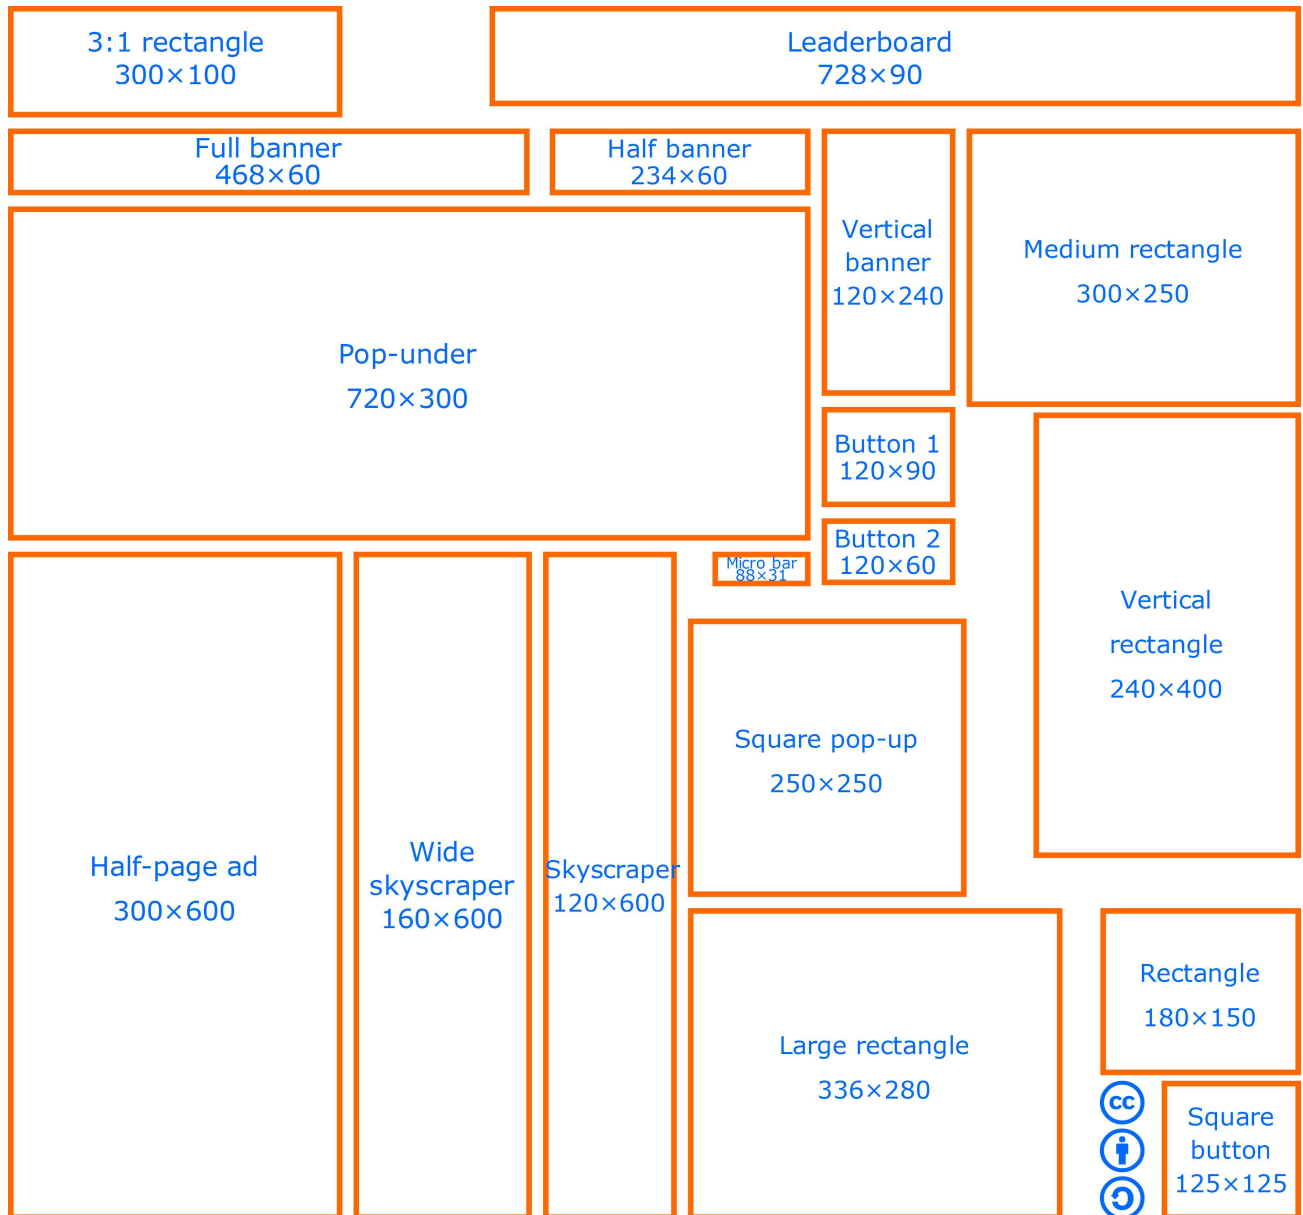 3:1 rectangle
300×100
Leaderboard
728×90
Full banner
468×60
Half banner
234×60
Vertical
banner
120×240
Medium rectangle
300×250
Pop-under
720×300
Button 1
120×90
Button 2
120×60
Micro bar
88×31
Vertical
rectangle
240×400
Square pop-up
250×250
Half-page ad
300×600
Wide
skyscraper
160×600
Skyscraper
120×600
Large rectangle
336×280
Rectangle
180×150
cc
Square
button
125×125